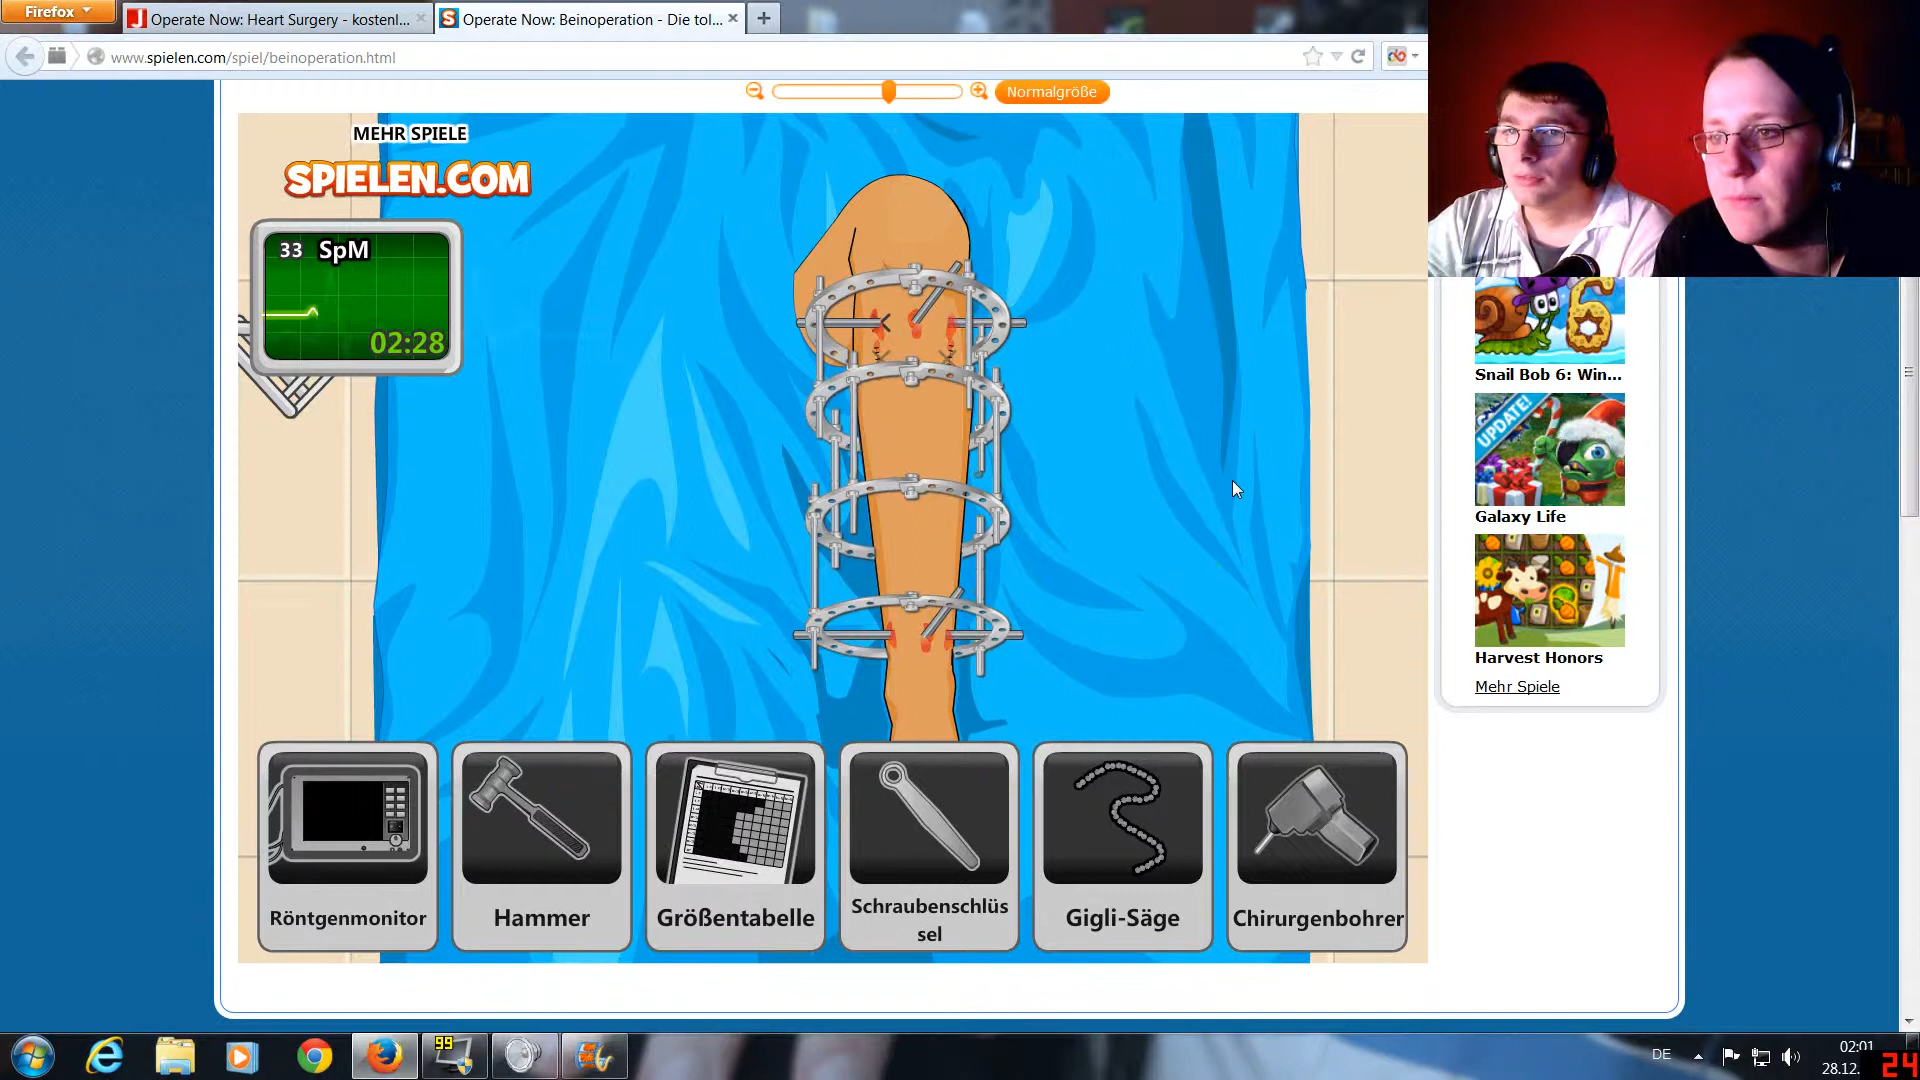 Firefox
Operate Now: Heart Surgery - kostenl...
Operate Now: Beinoperation - Die tol...
www.spielen.com/spiel/beinoperation.html
Normalgröße
MEHR SPIELE
SPIELEN.COM
33 SpM
02:28
6
Snail Bob 6: Win...
UPDATE!
Galaxy Life
Harvest Honors
Mehr Spiele
Röntgenmonitor
Hammer
Größentabelle
Schraubenschlüs
sel
Gigli-Säge
Chirurgenbohrer
99
DE
02:01
28.12.
24